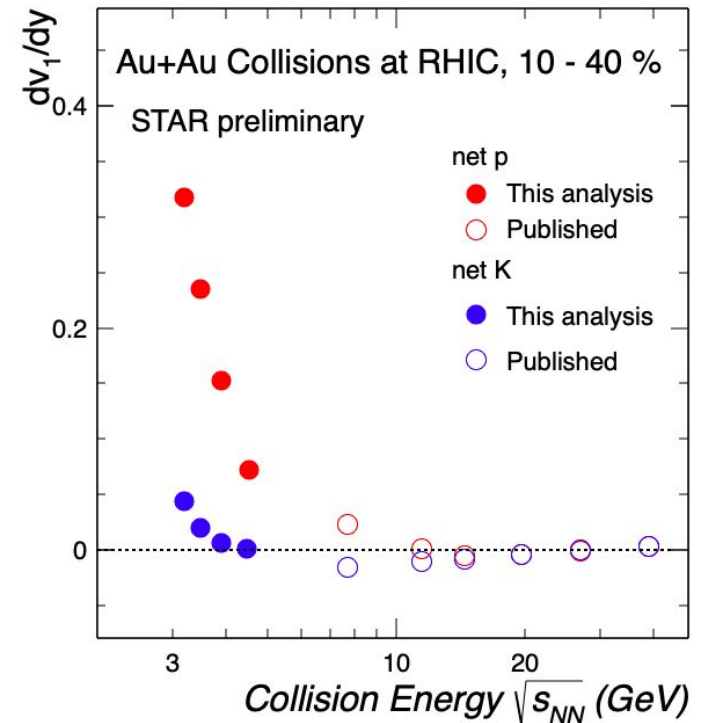 dv₁/dy
Au+Au Collisions at RHIC, 10 - 40 %
0.4
STAR preliminary
net p
This analysis
Published
net K
This analysis
0.2
Published
0
3 10 20
Collision Energy √sNN (GeV)